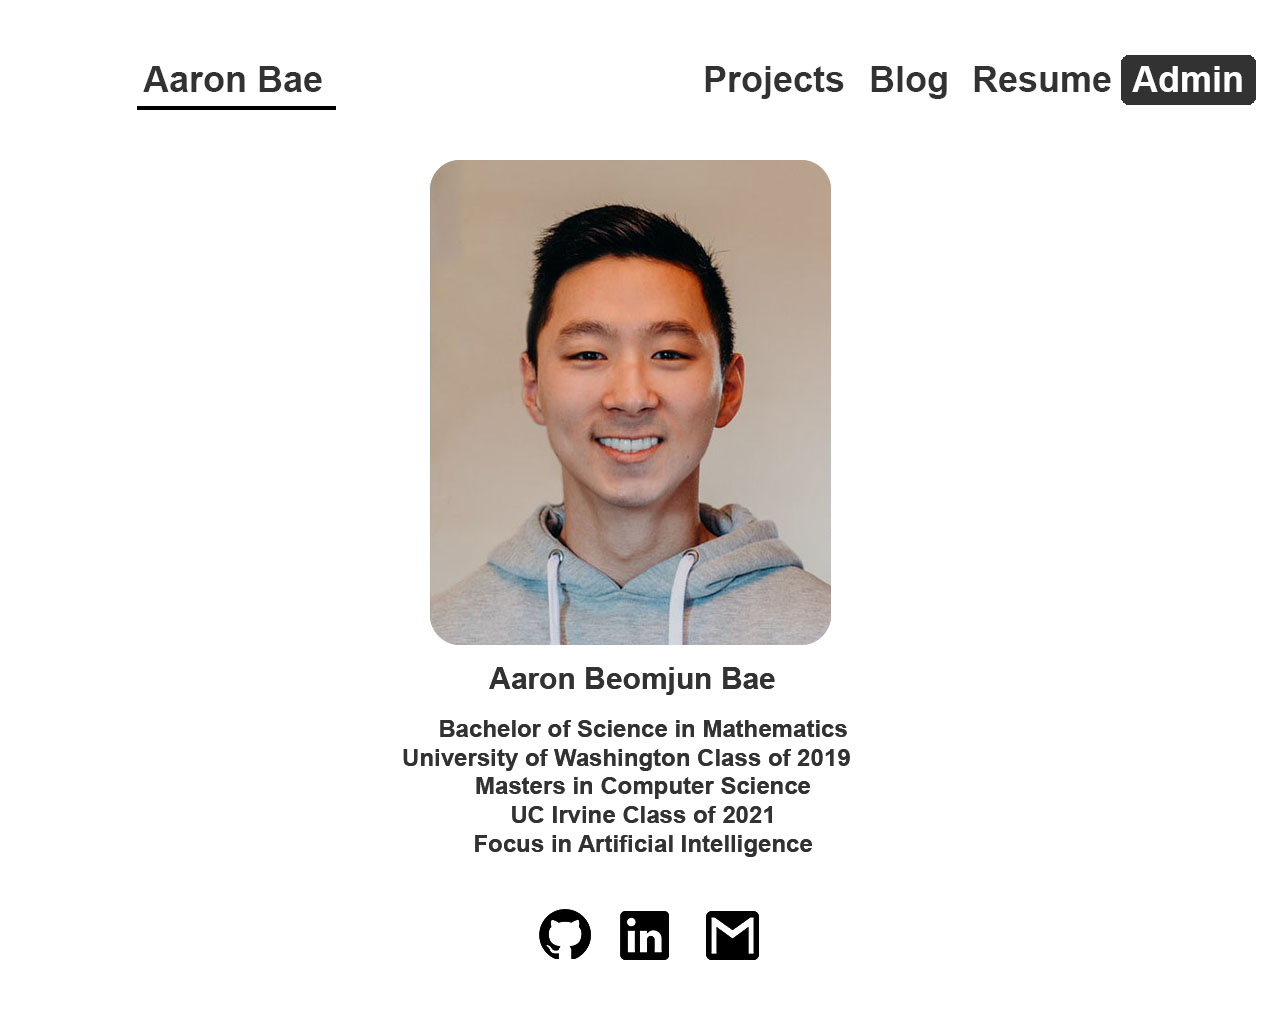 Aaron Bae Projects Blog Resume Admin
Aaron Beomjun Bae
Bachelor of Science in Mathematics
University of Washington Class of 2019
Masters in Computer Science
UC Irvine Class of 2021
Focus in Artificial Intelligence
in